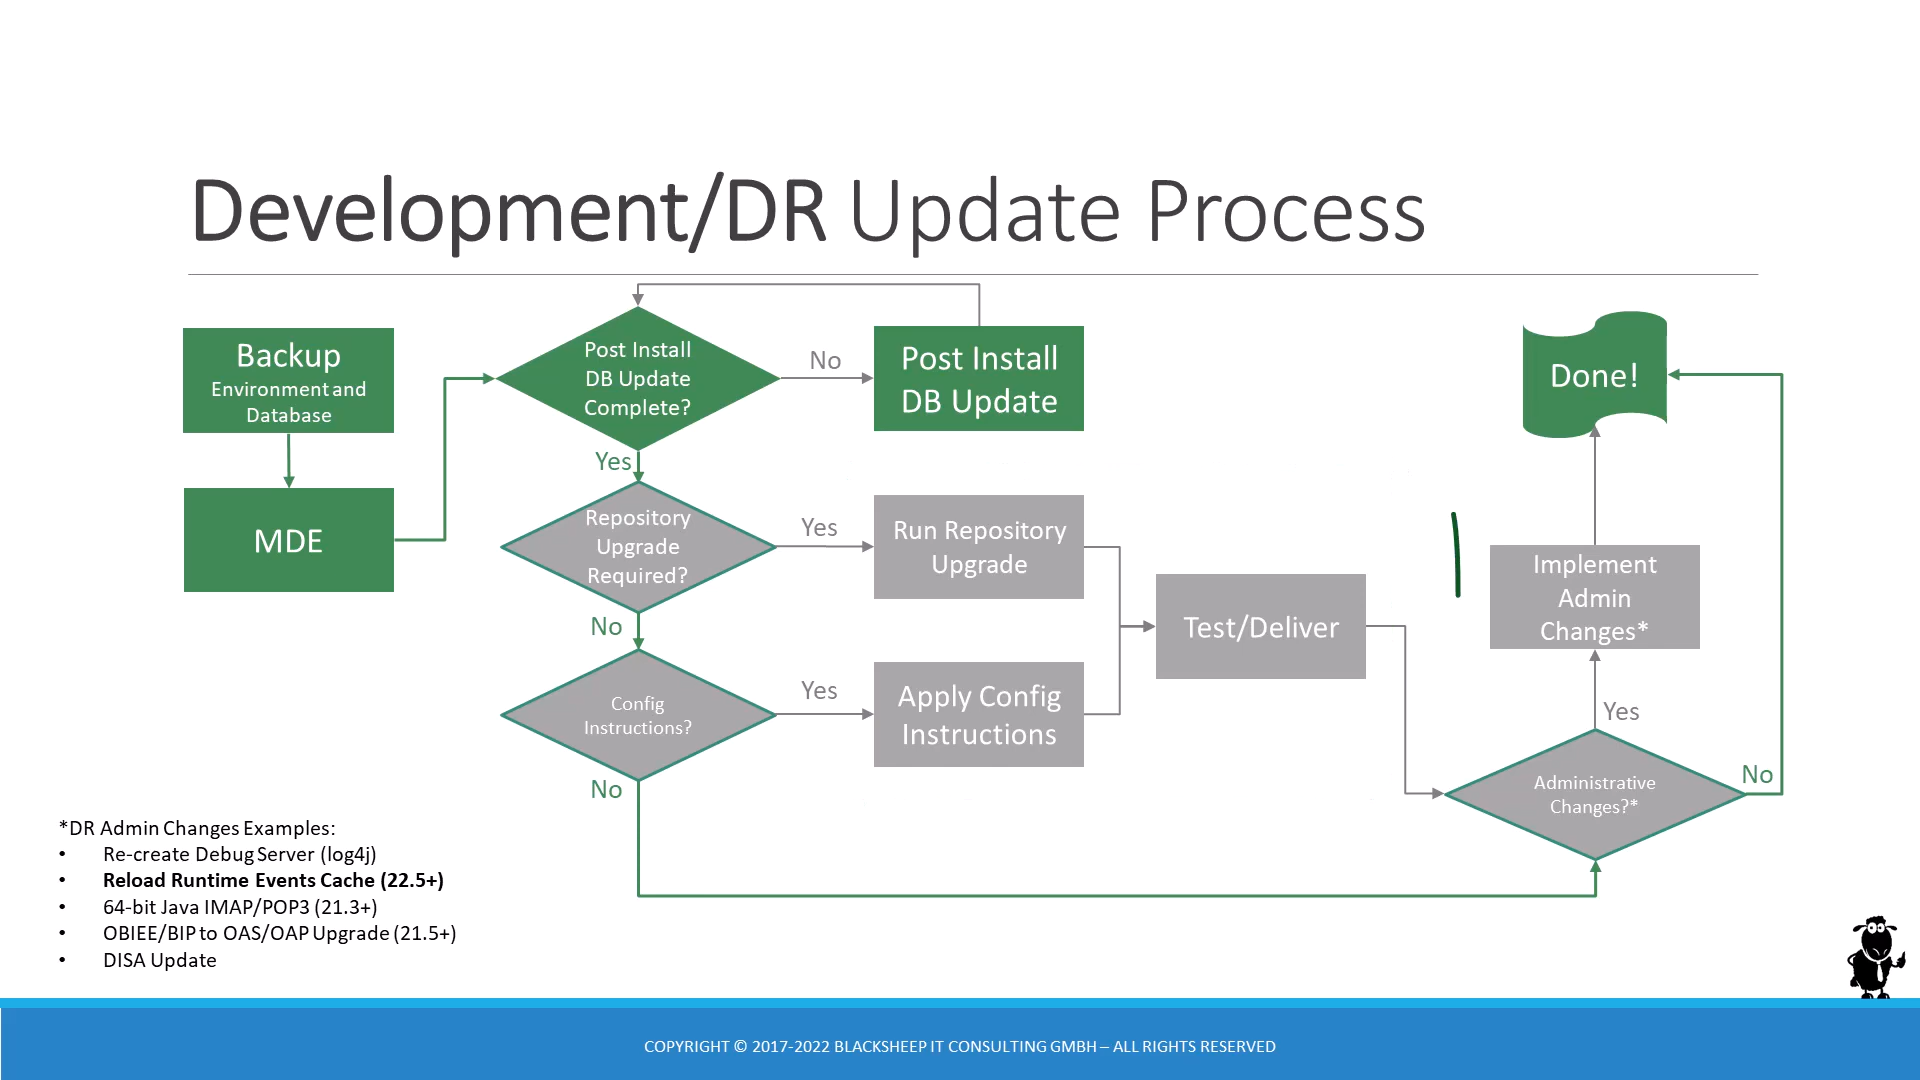 Development/DR Update Process
Backup
Environment and
Database
MDE
Post Install
DB Update
Complete?
No
Post Install
DB Update
Yes
Repository
Upgrade
Required?
Yes
Run Repository
Upgrade
No
Config
Instructions?
Yes
Apply Config
Instructions
No
Test/Deliver
Administrative
Changes?*
Yes
Implement
Admin
Changes*
No
Done!
*DR Admin Changes Examples:
• Re-create Debug Server (log4j)
• Reload Runtime Events Cache (22.5+)
• 64-bit Java IMAP/POP3 (21.3+)
• OBIEE/BIP to OAS/OAP Upgrade (21.5+)
• DISA Update
COPYRIGHT © 2017-2022 BLACKSHEEP IT CONSULTING GMBH – ALL RIGHTS RESERVED